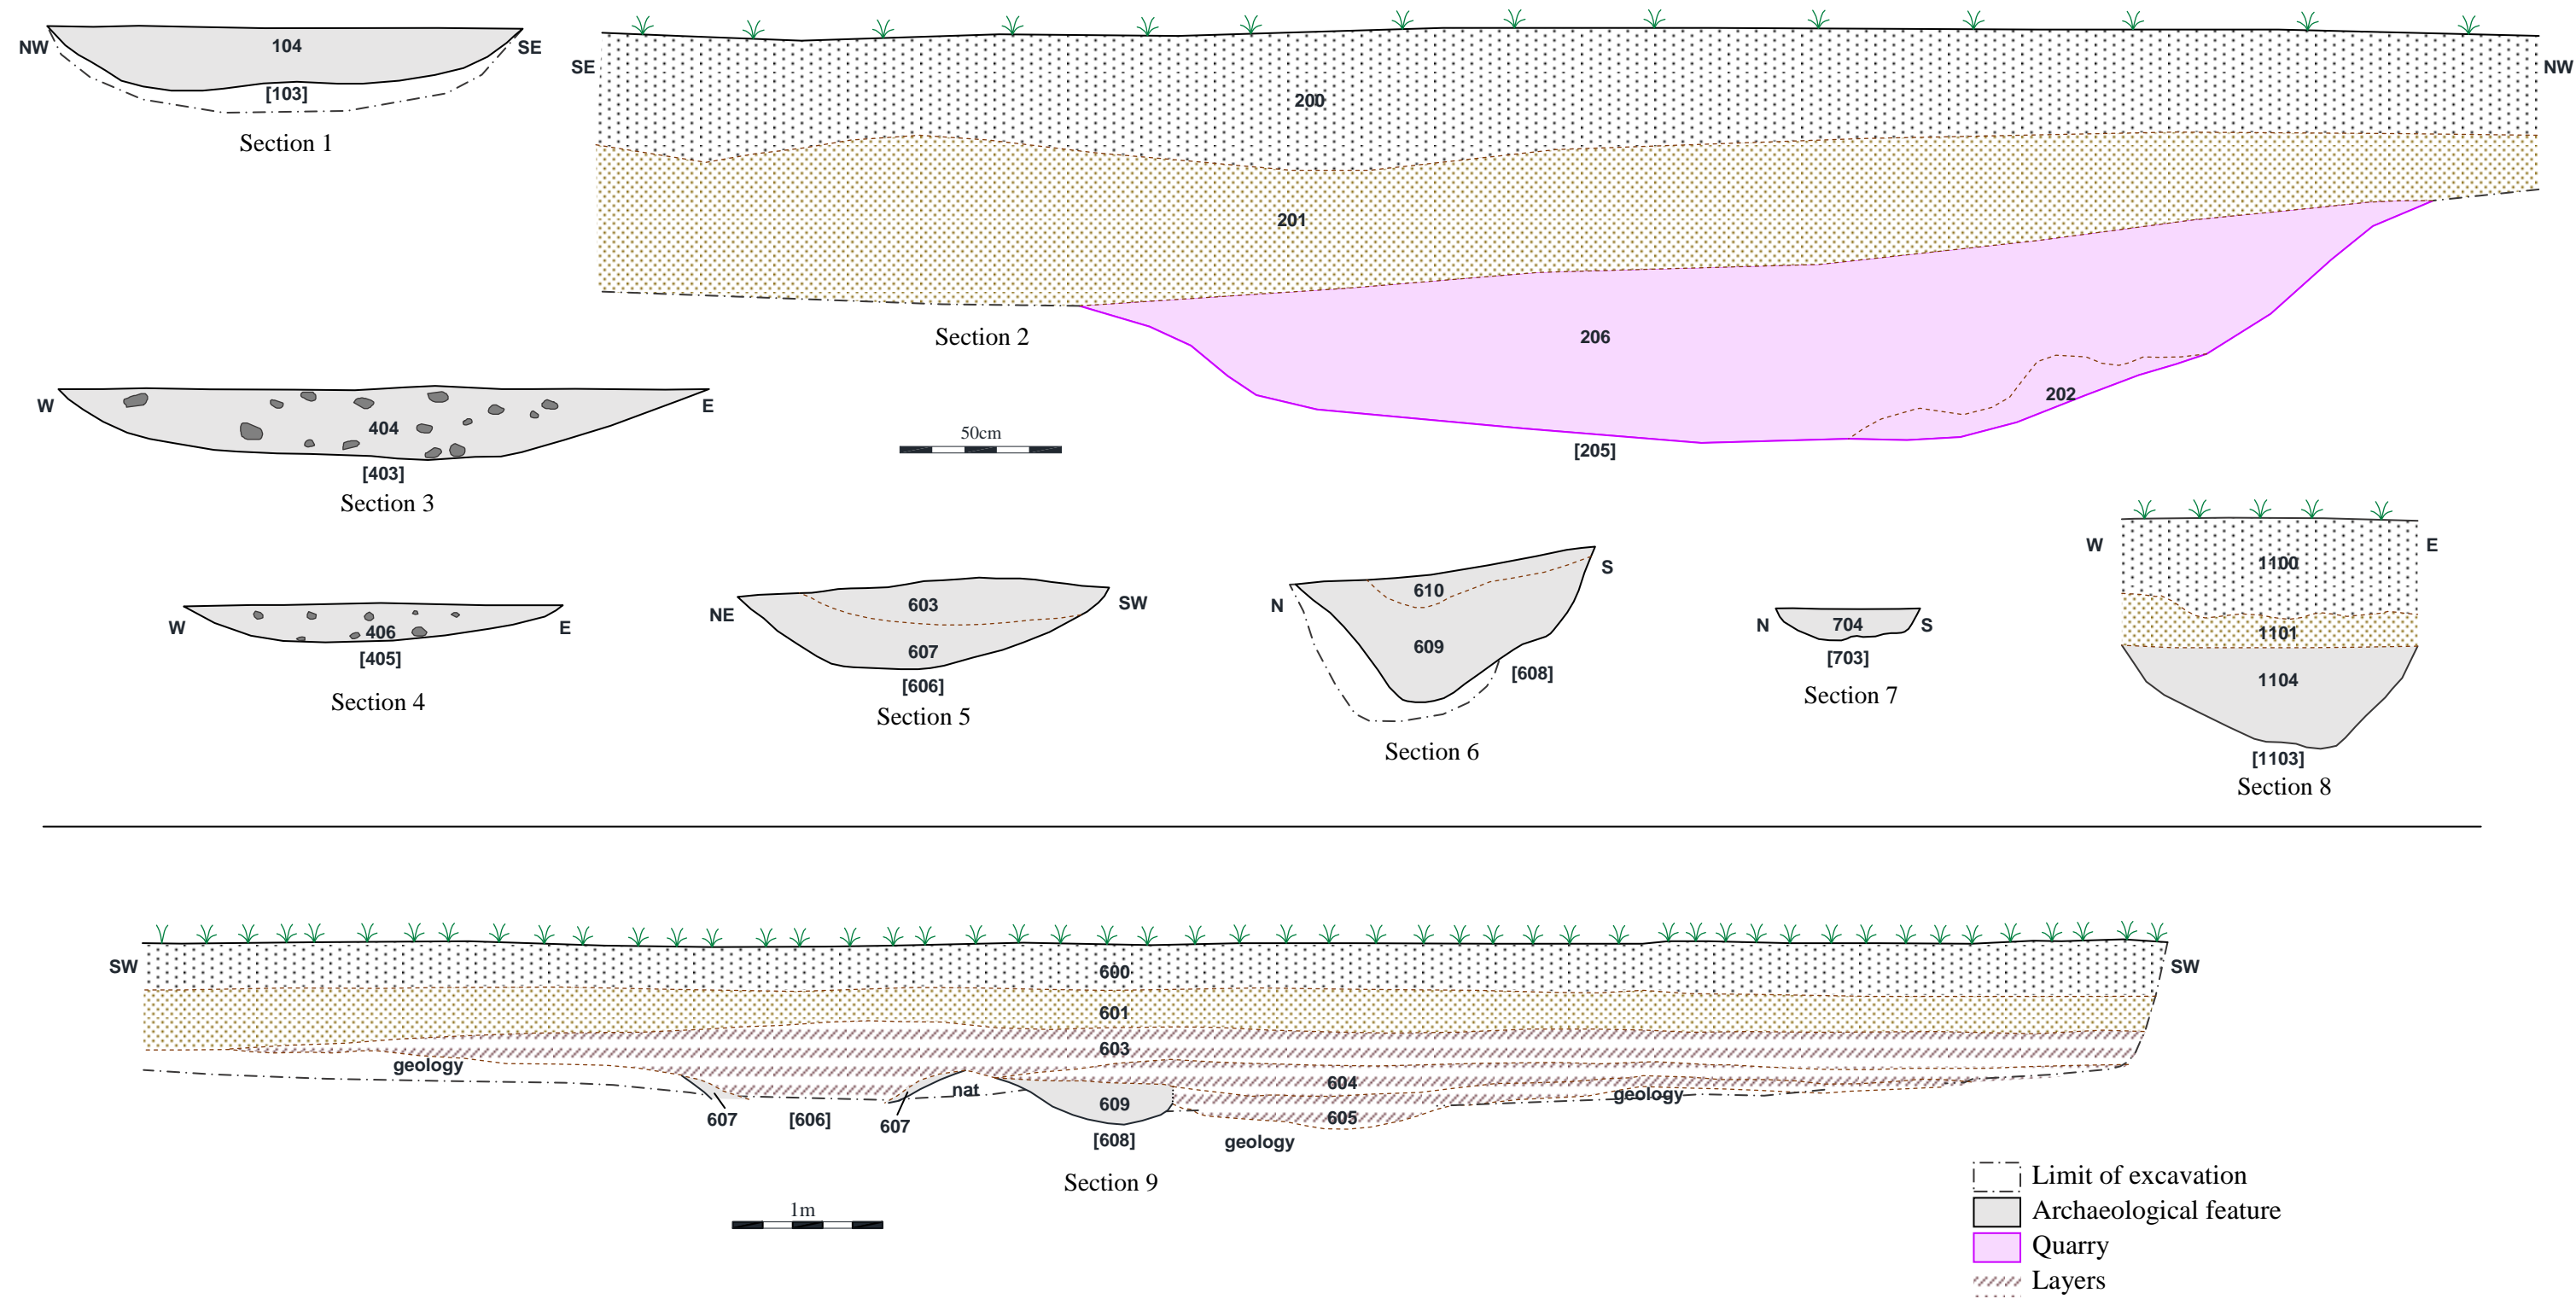 NW
104
SE
[103]
Section 1
SE
NW
200
201
206
202
[205]
Section 2
50cm
W
404
E
[403]
Section 3
W
406
E
[405]
Section 4
NE
603
SW
607
[606]
Section 5
N
610
S
609
[608]
Section 6
N
704
S
[703]
Section 7
W
1100
E
1101
1104
[1103]
Section 8
SW
600
SW
601
603
geology
604
nat
geology
609
605
607
[606]
607
[608]
geology
Section 9
1m
Limit of excavation
Archaeological feature
Quarry
Layers